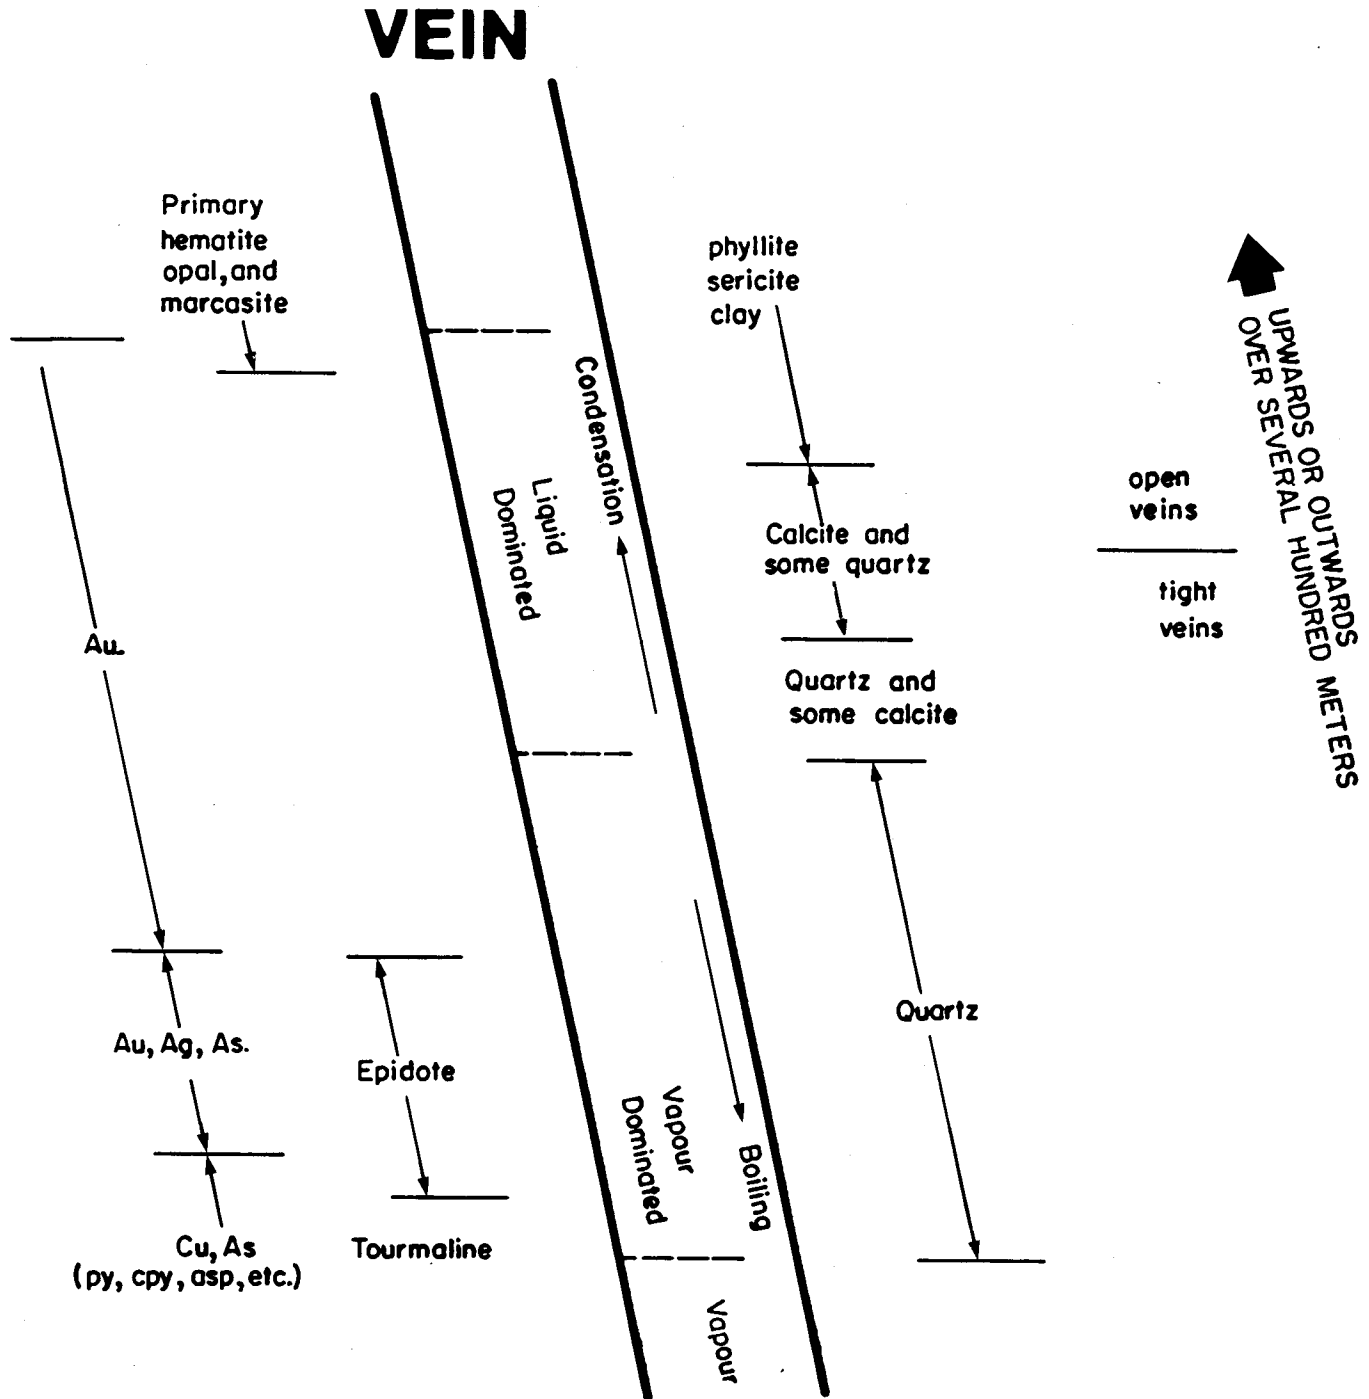 VEIN
Primary
hematite
opal, and
marcasite
phyllite
sericite
clay
UPWARDS OR OUTWARDS
OVER SEVERAL HUNDRED METERS
Condensation
Liquid
Dominated
open
veins
Calcite and
some quartz
tight
veins
Au.
Quartz and
some calcite
Quartz
Au, Ag, As.
Epidote
Vapour
Dominated
Boiling
Cu, As
(py, cpy, asp, etc.)
Tourmaline
Vapour